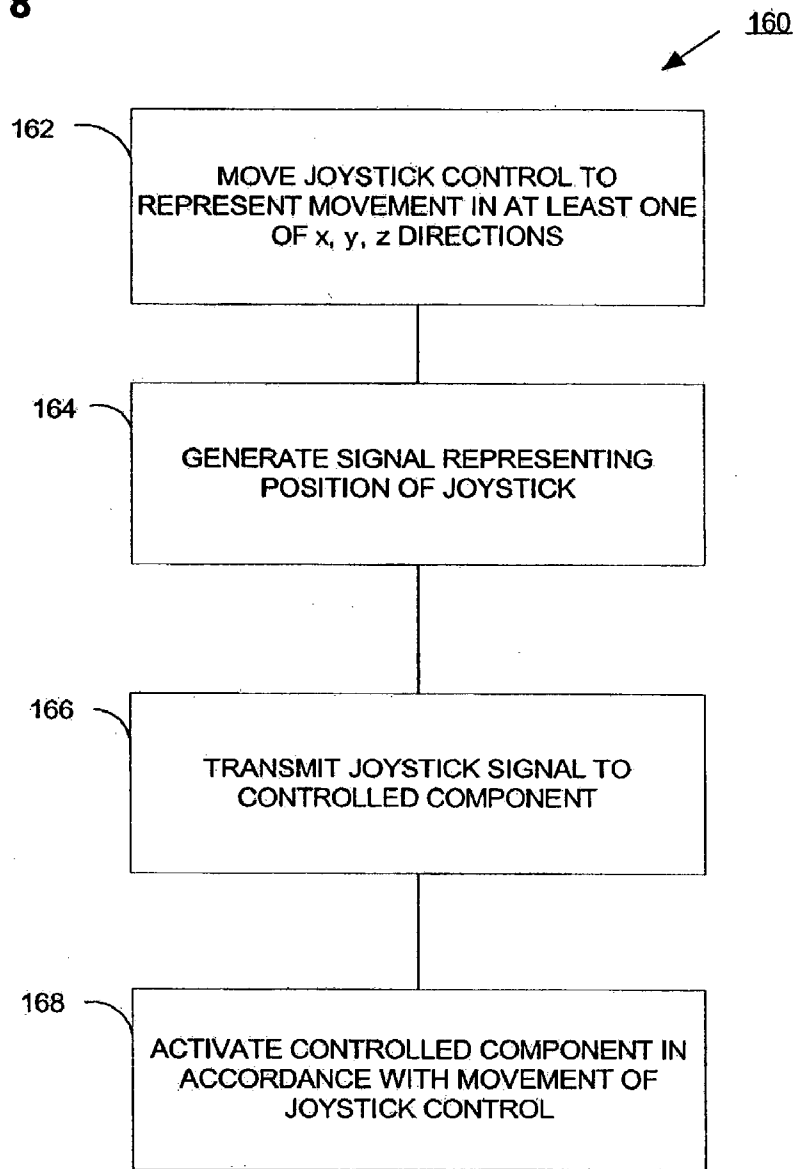 8
160
162
MOVE JOYSTICK CONTROL TO
REPRESENT MOVEMENT IN AT LEAST ONE
OF x, y, z DIRECTIONS
164
GENERATE SIGNAL REPRESENTING
POSITION OF JOYSTICK
166
TRANSMIT JOYSTICK SIGNAL TO
CONTROLLED COMPONENT
168
ACTIVATE CONTROLLED COMPONENT IN
ACCORDANCE WITH MOVEMENT OF
JOYSTICK CONTROL